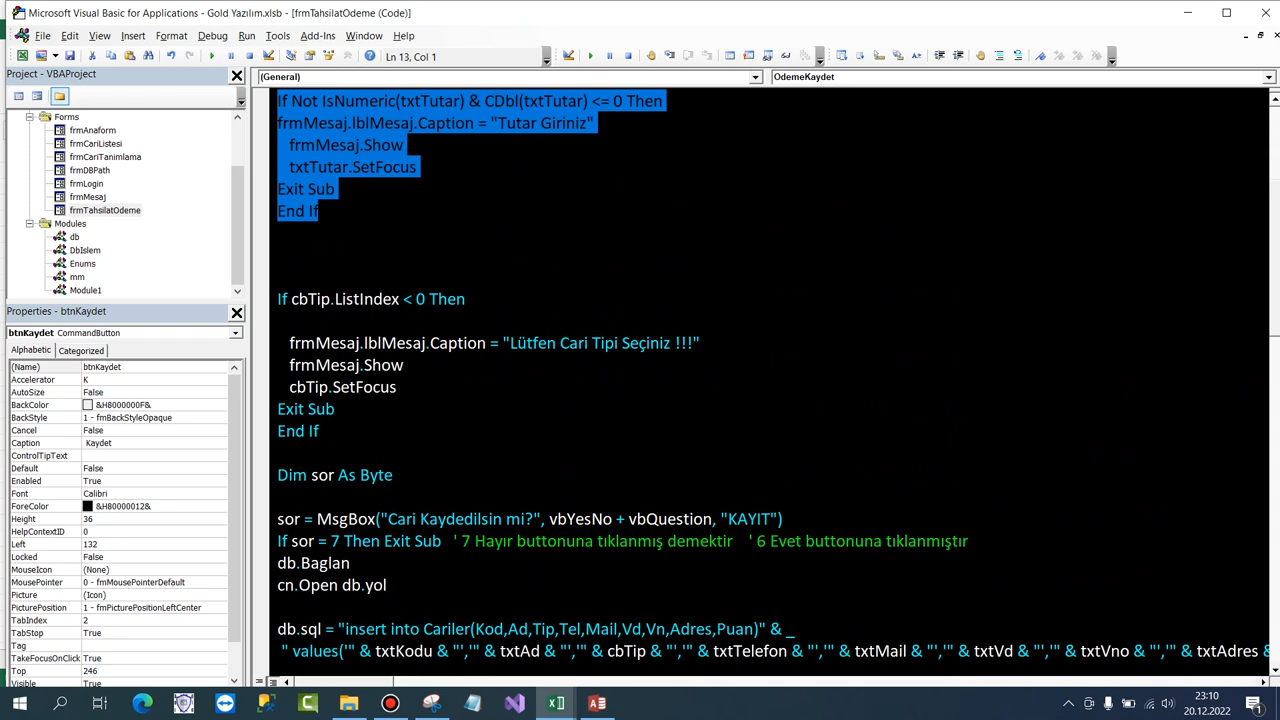 Microsoft Visual Basic for Applications - Gold Yazılım.xlsb - [frmTahsilatOdeme (Code)]
File Edit View Insert Format Debug Run Tools Add-Ins Window Help
Ln 13, Col 1
Project - VBAProject
(General)
OdemeKaydet
Forms
frmAnaform
frmCariListesi
frmCariTanimlama
frmDBPath
frmLogin
frmMesaj
frmTahsilatOdeme
Modules
db
DbIslem
Enums
mm
Module1
Properties - btnKaydet
btnKaydet CommandButton
Alphabetic Categorized
(Name) btnKaydet
Accelerator K
AutoSize False
BackColor &H8000000F&
BackStyle 1 - fmBackStyleOpaque
Cancel False
Caption Kaydet
ControlTipText
Default False
Enabled True
Font Calibri
ForeColor &H80000012&
Height 36
HelpContextID 0
Left 132
Locked False
MouseIcon (None)
MousePointer 0 - fmMousePointerDefault
Picture (Icon)
PicturePosition 1 - fmPicturePositionLeftCenter
TabIndex 2
TabStop True
Tag
TakeFocusOnClick True
Top 246
Visible True
If Not IsNumeric(txtTutar) & CDbl(txtTutar) <= 0 Then
frmMesaj.lblMesaj.Caption = "Tutar Giriniz"
frmMesaj.Show
txtTutar.SetFocus
Exit Sub
End If
If cbTip.ListIndex < 0 Then
frmMesaj.lblMesaj.Caption = "Lütfen Cari Tipi Seçiniz !!!"
frmMesaj.Show
cbTip.SetFocus
Exit Sub
End If
Dim sor As Byte
sor = MsgBox("Cari Kaydedilsin mi?", vbYesNo + vbQuestion, "KAYIT")
If sor = 7 Then Exit Sub ' 7 Hayır buttonuna tıklanmış demektir ' 6 Evet buttonuna tıklanmıştır
db.Baglan
cn.Open db.yol
db.sql = "insert into Cariler(Kod,Ad,Tip,Tel,Mail,Vd,Vn,Adres,Puan)" & _
" values('" & txtKodu & "','" & txtAd & "','" & cbTip & "','" & txtTelefon & "','" & txtMail & "','" & txtVd & "','" & txtVno & "','" & txtAdres &
23:10
20.12.2022